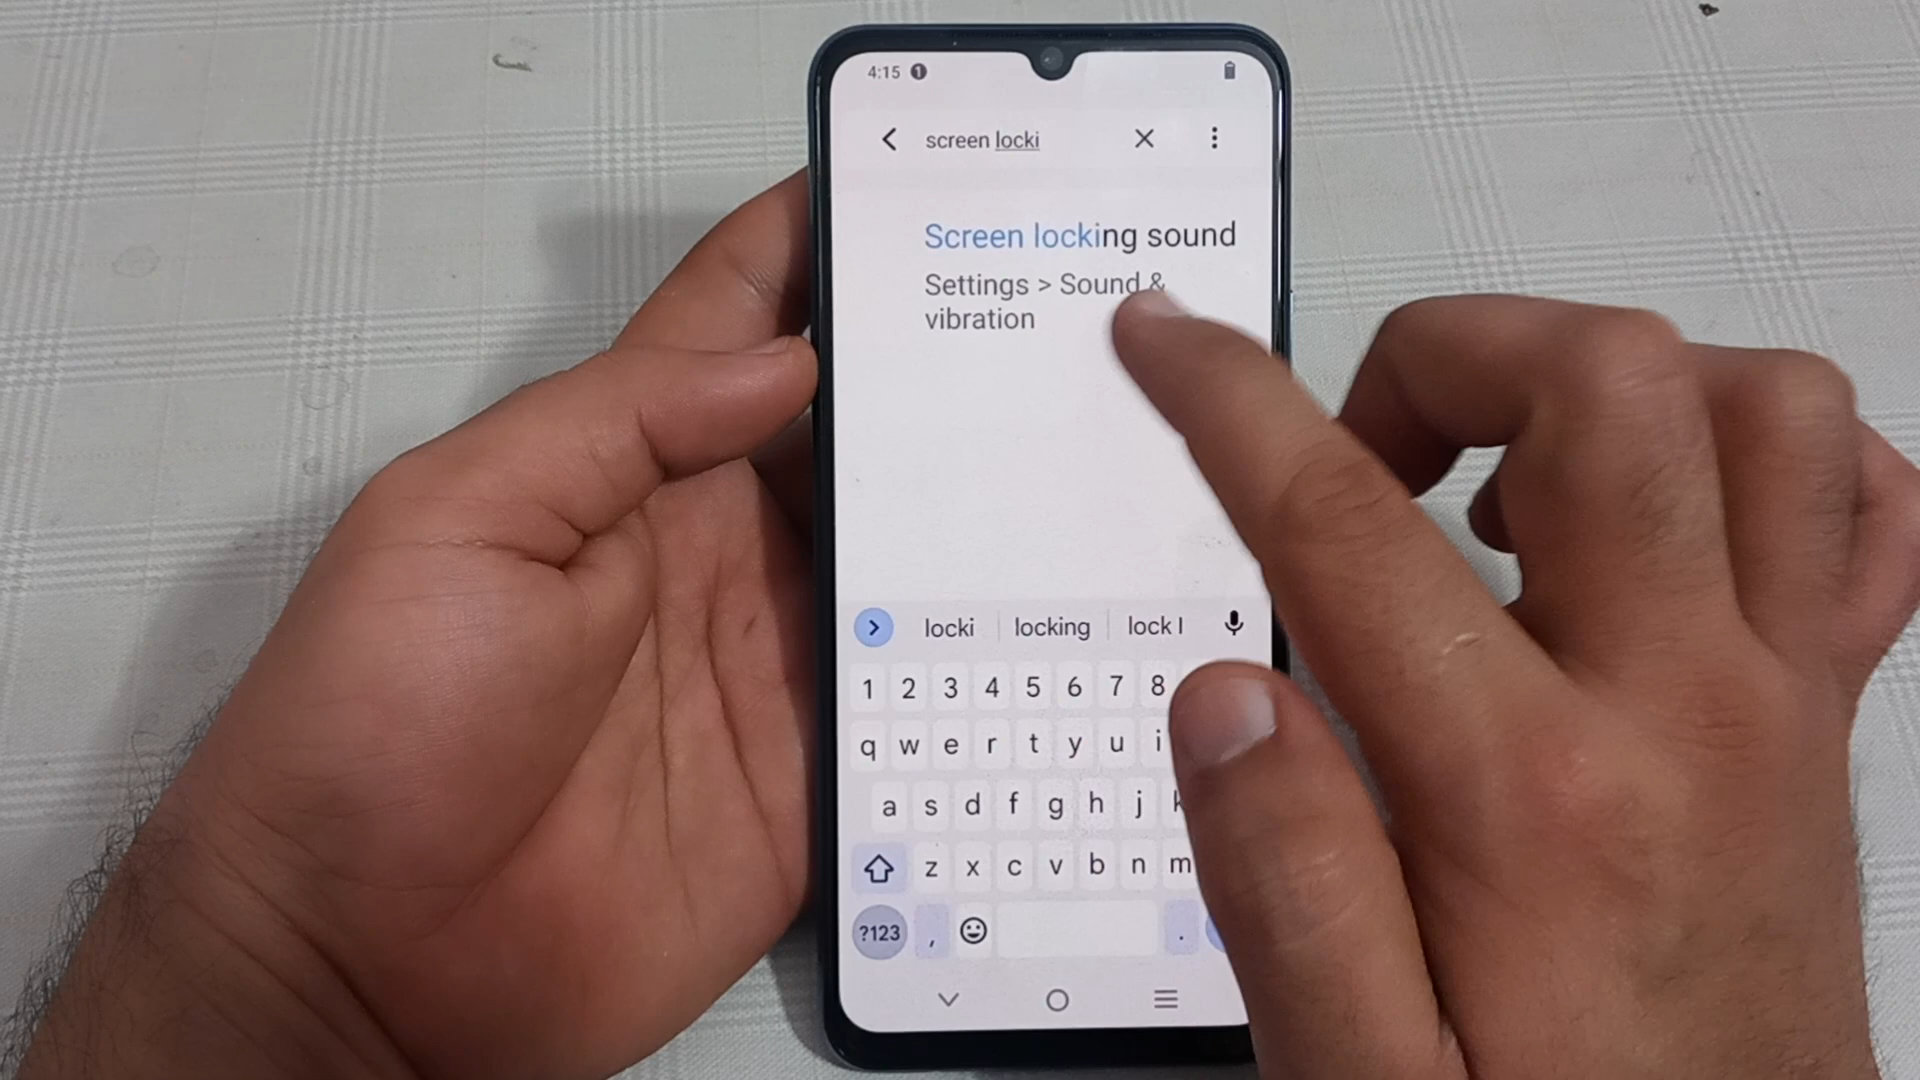 4:15 1
screen locki
Screen locking sound
Settings > Sound &
vibration
locki locking lock I
1 2 3 4 5 6 7 8
q w e r t y u i
a s d f g h j k
z x c v b n m
?123 , .